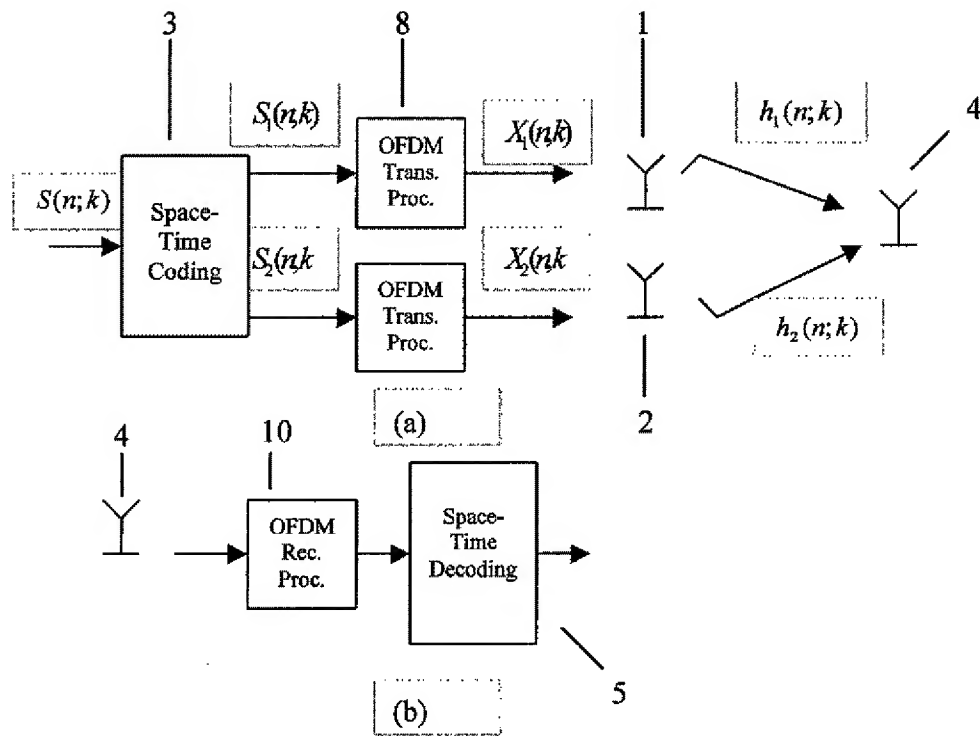 3
8
1
S₁(n,k)
X₁(n,k)
h₁(n;k)
4
S(n;k)
Space-
Time
Coding
OFDM
Trans.
Proc.
S₂(n,k
X₂(n,k
OFDM
Trans.
Proc.
h₂(n;k)
2
(a)
4
10
OFDM
Rec.
Proc.
Space-
Time
Decoding
5
(b)